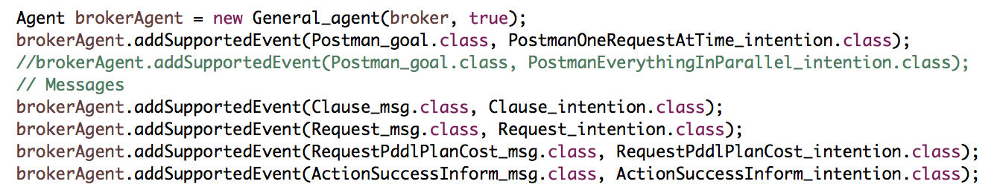 Agent brokerAgent = new General_agent(broker, true);
brokerAgent.addSupportedEvent(Postman_goal.class, PostmanOneRequestAtTime_intention.class);
//brokerAgent.addSupportedEvent(Postman_goal.class, PostmanEverythingInParallel_intention.class);
// Messages
brokerAgent.addSupportedEvent(Clause_msg.class, Clause_intention.class);
brokerAgent.addSupportedEvent(Request_msg.class, Request_intention.class);
brokerAgent.addSupportedEvent(RequestPddlPlanCost_msg.class, RequestPddlPlanCost_intention.class);
brokerAgent.addSupportedEvent(ActionSuccessInform_msg.class, ActionSuccessInform_intention.class);